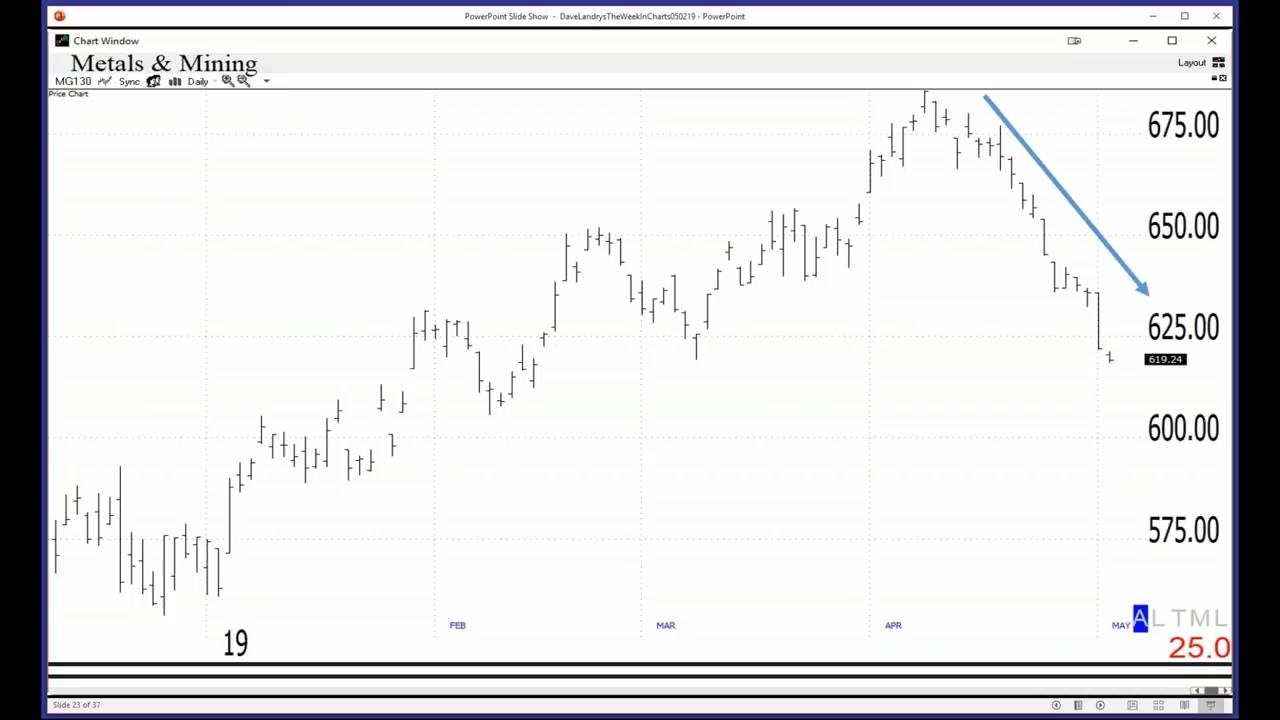 PowerPoint Slide Show - DaveLandrysTheWeekInCharts050219 - PowerPoint
Chart Window
Metals & Mining
Layout
MG130 Sync Daily
Price Chart
675.00
650.00
625.00
619.24
600.00
575.00
FEB MAR APR MAY ALTML
19
25.0
Slide 23 of 37